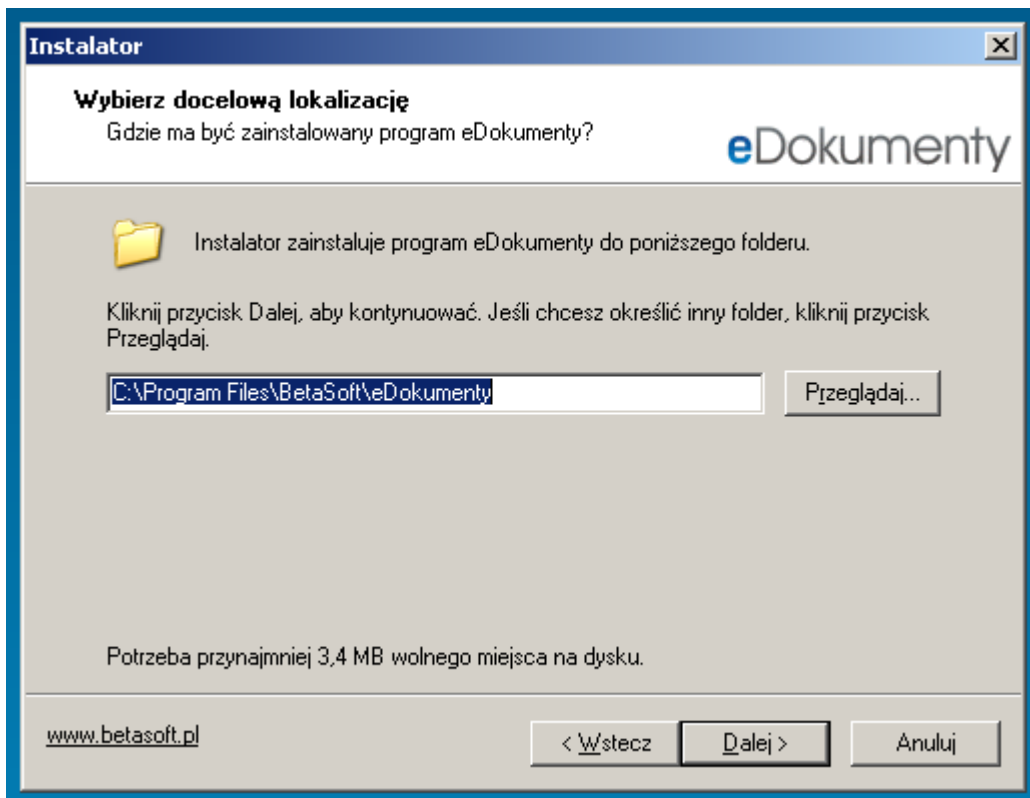 Instalator
Wybierz docelową lokalizację
Gdzie ma być zainstalowany program eDokumenty?
eDokumenty
Instalator zainstaluje program eDokumenty do poniższego folderu.
Kliknij przycisk Dalej, aby kontynuować. Jeśli chcesz określić inny folder, kliknij przycisk
Przeglądaj.
C:\Program Files\BetaSoft\eDokumenty
Przeglądaj...
Potrzeba przynajmniej 3,4 MB wolnego miejsca na dysku.
www.betasoft.pl
< Wstecz
Dalej >
Anuluj